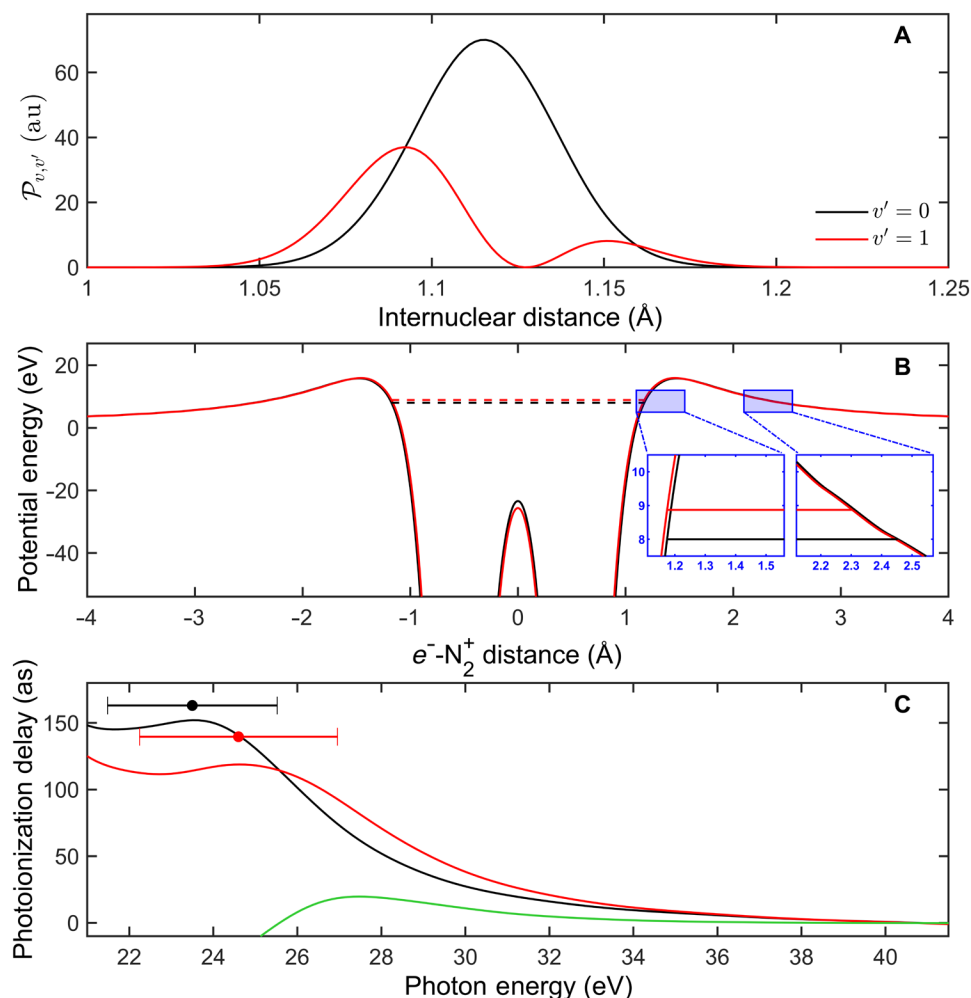 A
60
40
20
0
𝒫v,v′ (au)
v′ = 0
v′ = 1
1 1.05 1.11 1.15 1.2 1.25
Internuclear distance (Å)
B
20
0
−20
−40
Potential energy (eV)
10
9
8
1.2 1.3 1.4 1.5
2.2 2.3 2.4 2.5
−4 −3 −2 −1 0 1 2 3 4
e⁻-N₂⁺ distance (Å)
C
150
100
50
0
Photoionization delay (as)
22 24 26 28 30 32 34 36 38 40
Photon energy (eV)